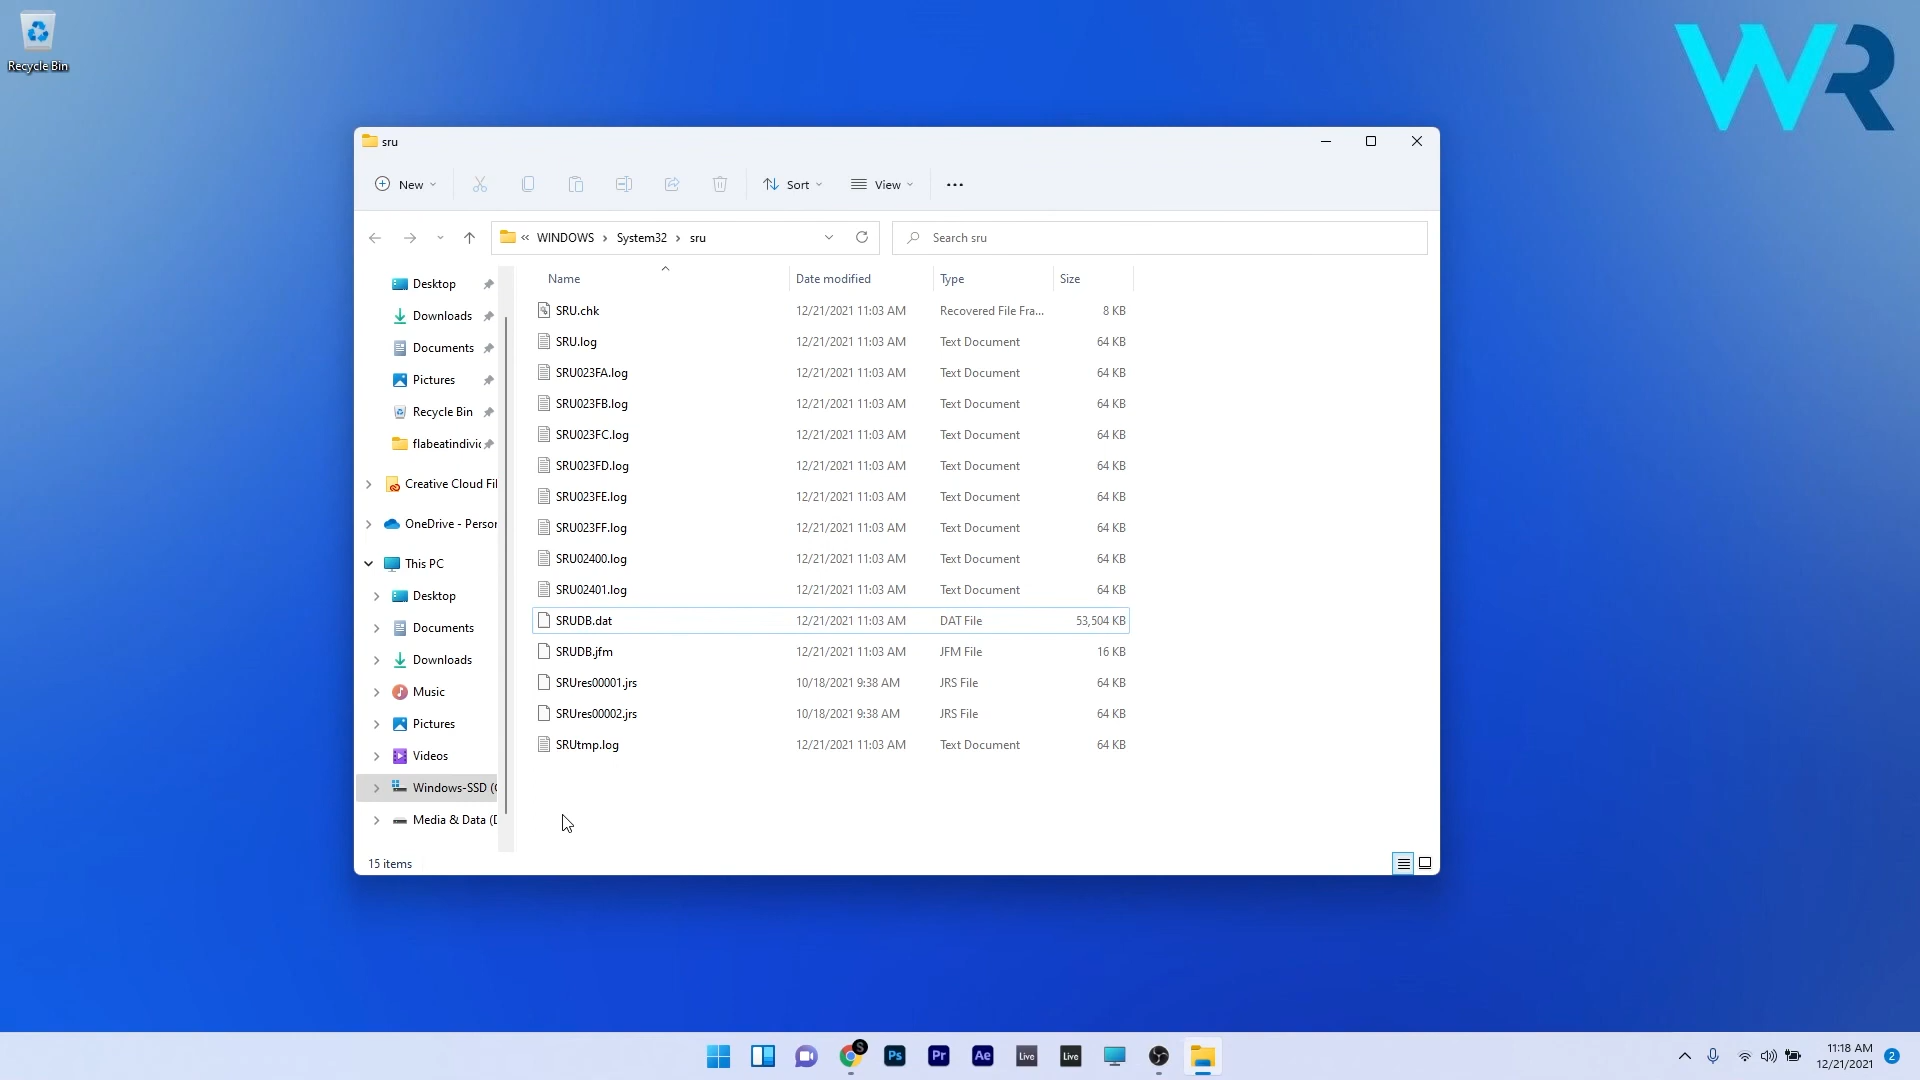 Recycle Bin
WR
sru
New
Sort
View
« WINDOWS › System32 › sru
Search sru
Name Date modified Type Size
SRU.chk 12/21/2021 11:03 AM Recovered File Fra... 8 KB
SRU.log 12/21/2021 11:03 AM Text Document 64 KB
SRU023FA.log 12/21/2021 11:03 AM Text Document 64 KB
SRU023FB.log 12/21/2021 11:03 AM Text Document 64 KB
SRU023FC.log 12/21/2021 11:03 AM Text Document 64 KB
SRU023FD.log 12/21/2021 11:03 AM Text Document 64 KB
SRU023FE.log 12/21/2021 11:03 AM Text Document 64 KB
SRU023FF.log 12/21/2021 11:03 AM Text Document 64 KB
SRU02400.log 12/21/2021 11:03 AM Text Document 64 KB
SRU02401.log 12/21/2021 11:03 AM Text Document 64 KB
SRUDB.dat 12/21/2021 11:03 AM DAT File 53,504 KB
SRUDB.jfm 12/21/2021 11:03 AM JFM File 16 KB
SRUres00001.jrs 10/18/2021 9:38 AM JRS File 64 KB
SRUres00002.jrs 10/18/2021 9:38 AM JRS File 64 KB
SRUtmp.log 12/21/2021 11:03 AM Text Document 64 KB
Desktop
Downloads
Documents
Pictures
Recycle Bin
flabeatindivic
Creative Cloud Fil
OneDrive - Person
This PC
Desktop
Documents
Downloads
Music
Pictures
Videos
Windows-SSD (C
Media & Data (D
15 items
S
Ps
Pr
Ae
Live
Live
11:18 AM
12/21/2021
2